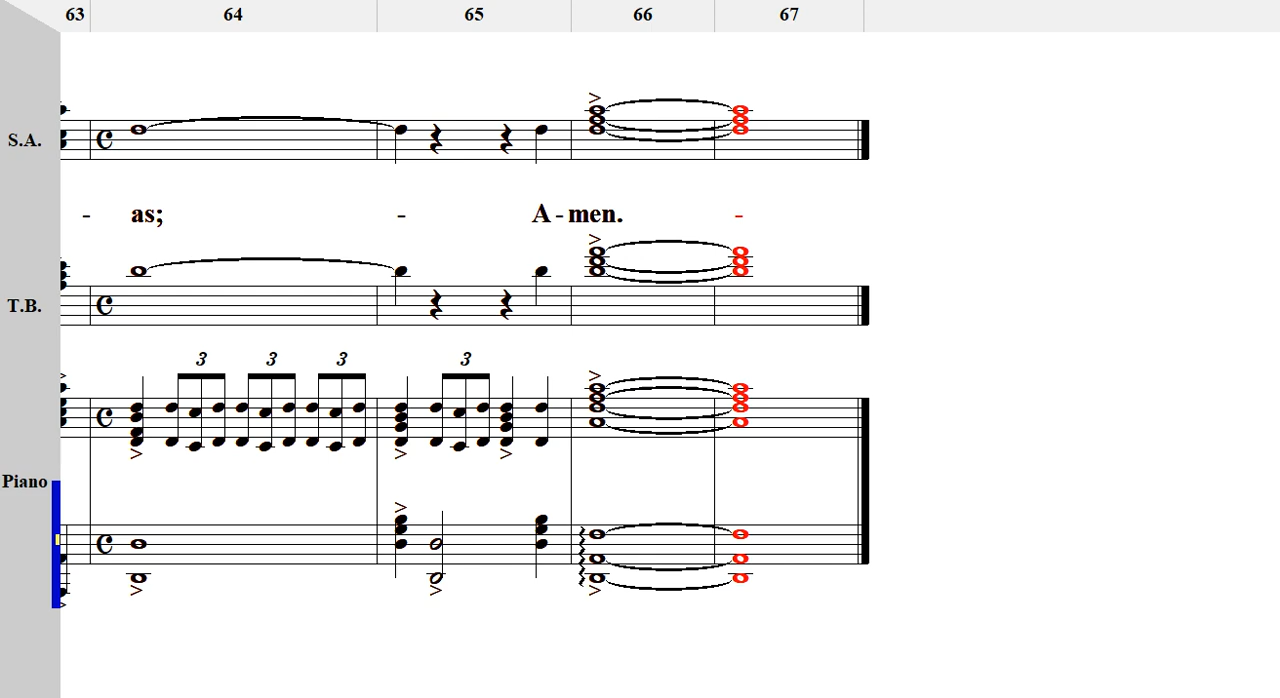 63 64 65 66 67
S.A.
- as; - A - men. -
T.B.
3 3 3 3
Piano